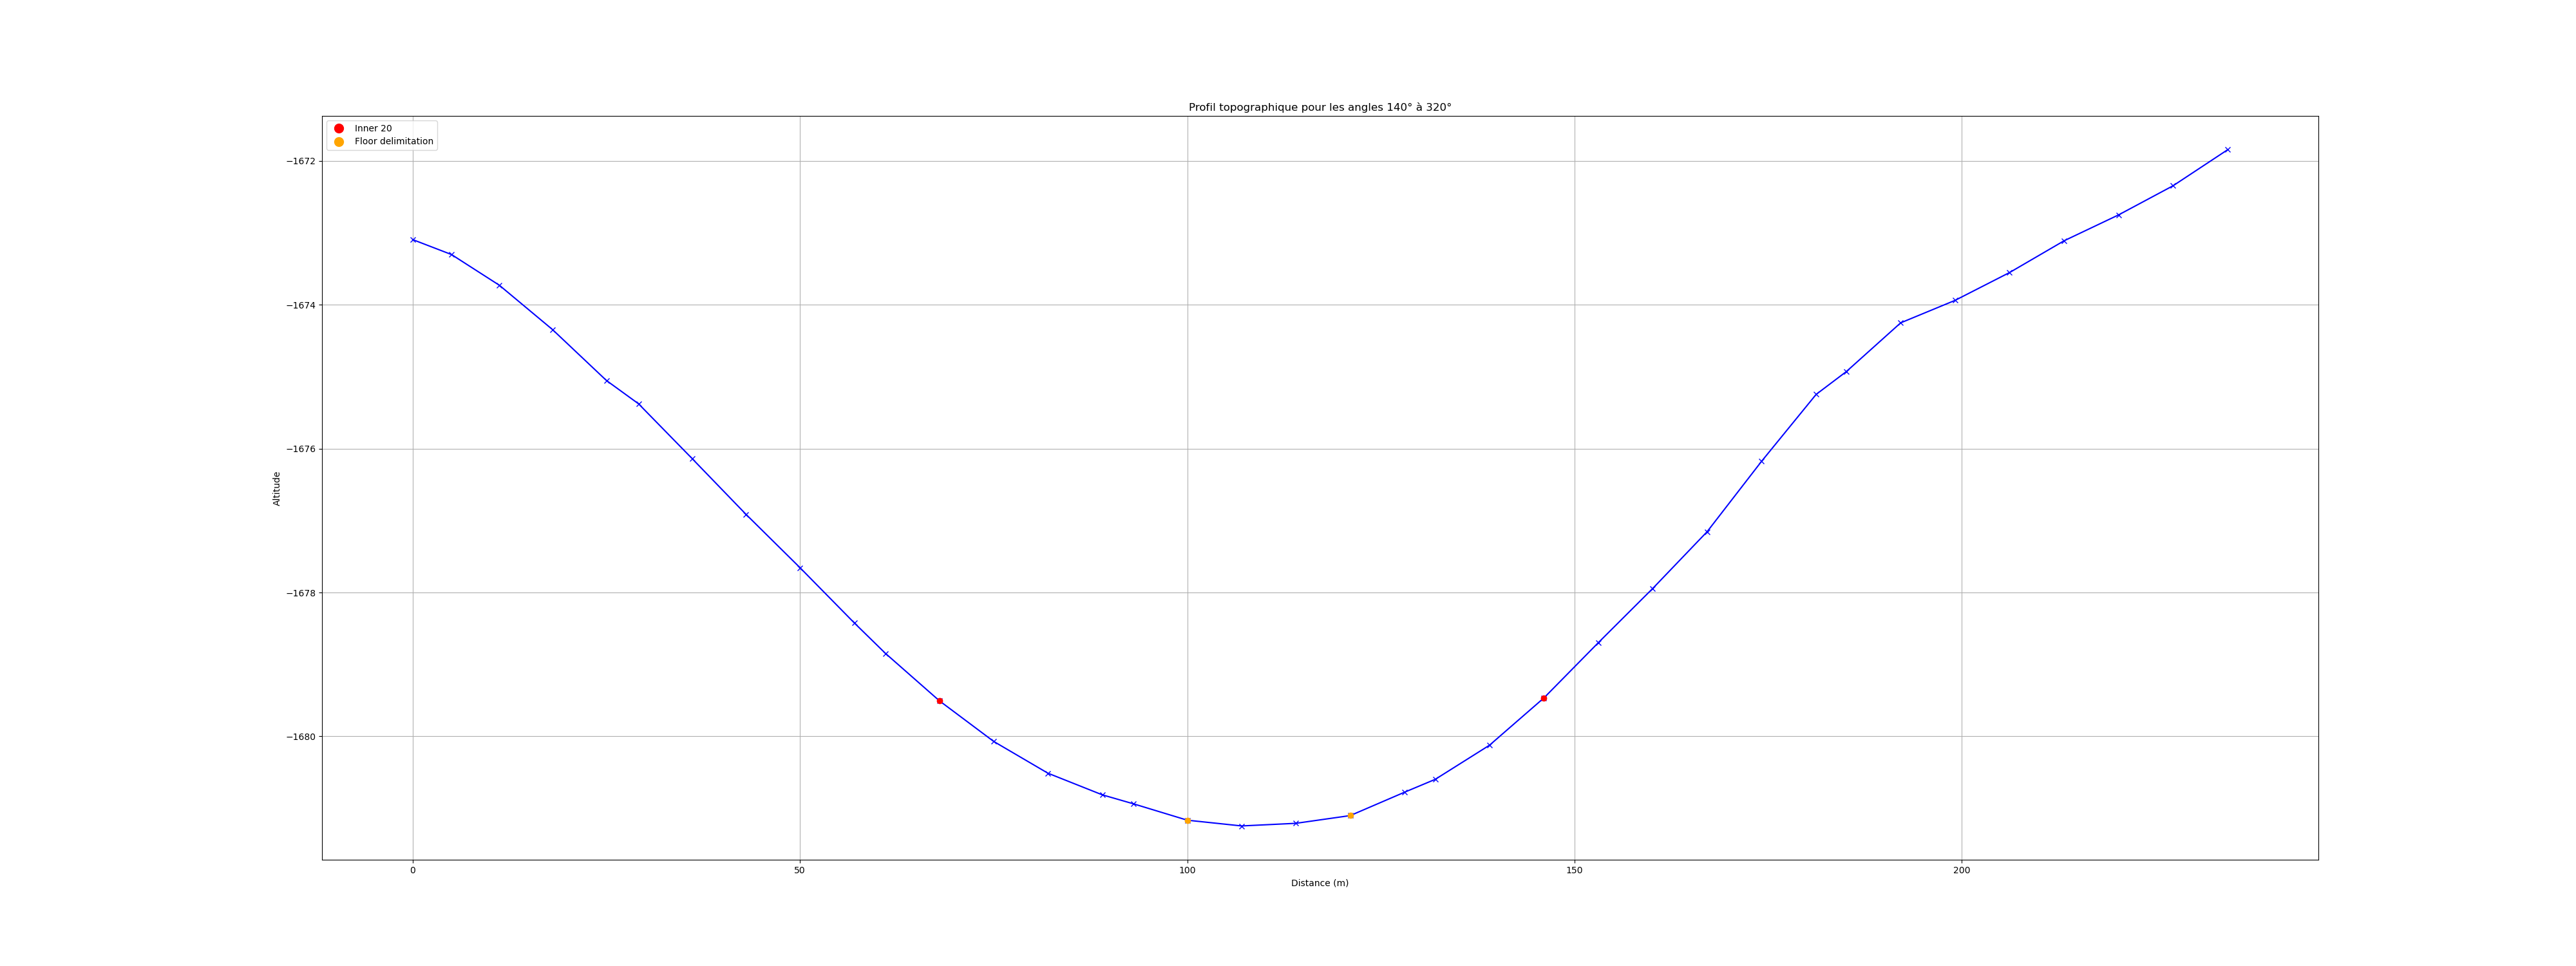 Profil topographique pour les angles 140° à 320°
Inner 20
Floor delimitation
−1672
−1674
−1676
−1678
−1680
Altitude
0 50 100 150 200
Distance (m)